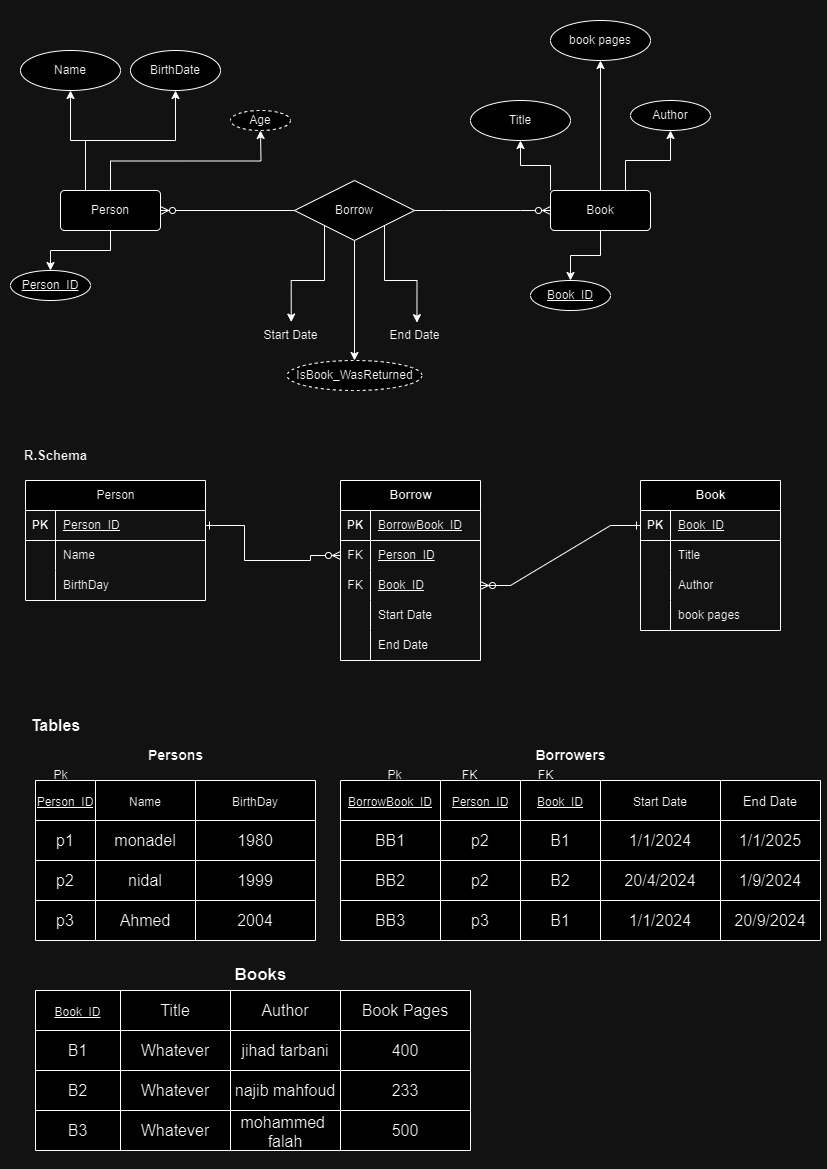 book pages
Name
BirthDate
Age
Title
Author
Person
Borrow
Book
Person_ID
Book_ID
Start Date
End Date
IsBook_WasReturned
R.Schema
Person
PK
Person_ID
Name
BirthDay
Borrow
PK
BorrowBook_ID
FK
Person_ID
FK
Book_ID
Start Date
End Date
Book
PK
Book_ID
Title
Author
book pages
Tables
Persons
Pk
Person_ID Name BirthDay
p1 monadel 1980
p2 nidal 1999
p3 Ahmed 2004
Borrowers
Pk FK FK
BorrowBook_ID Person_ID Book_ID Start Date End Date
BB1 p2 B1 1/1/2024 1/1/2025
BB2 p2 B2 20/4/2024 1/9/2024
BB3 p3 B1 1/1/2024 20/9/2024
Books
Book_ID Title Author Book Pages
B1 Whatever jihad tarbani 400
B2 Whatever najib mahfoud 233
B3 Whatever mohammed falah 500